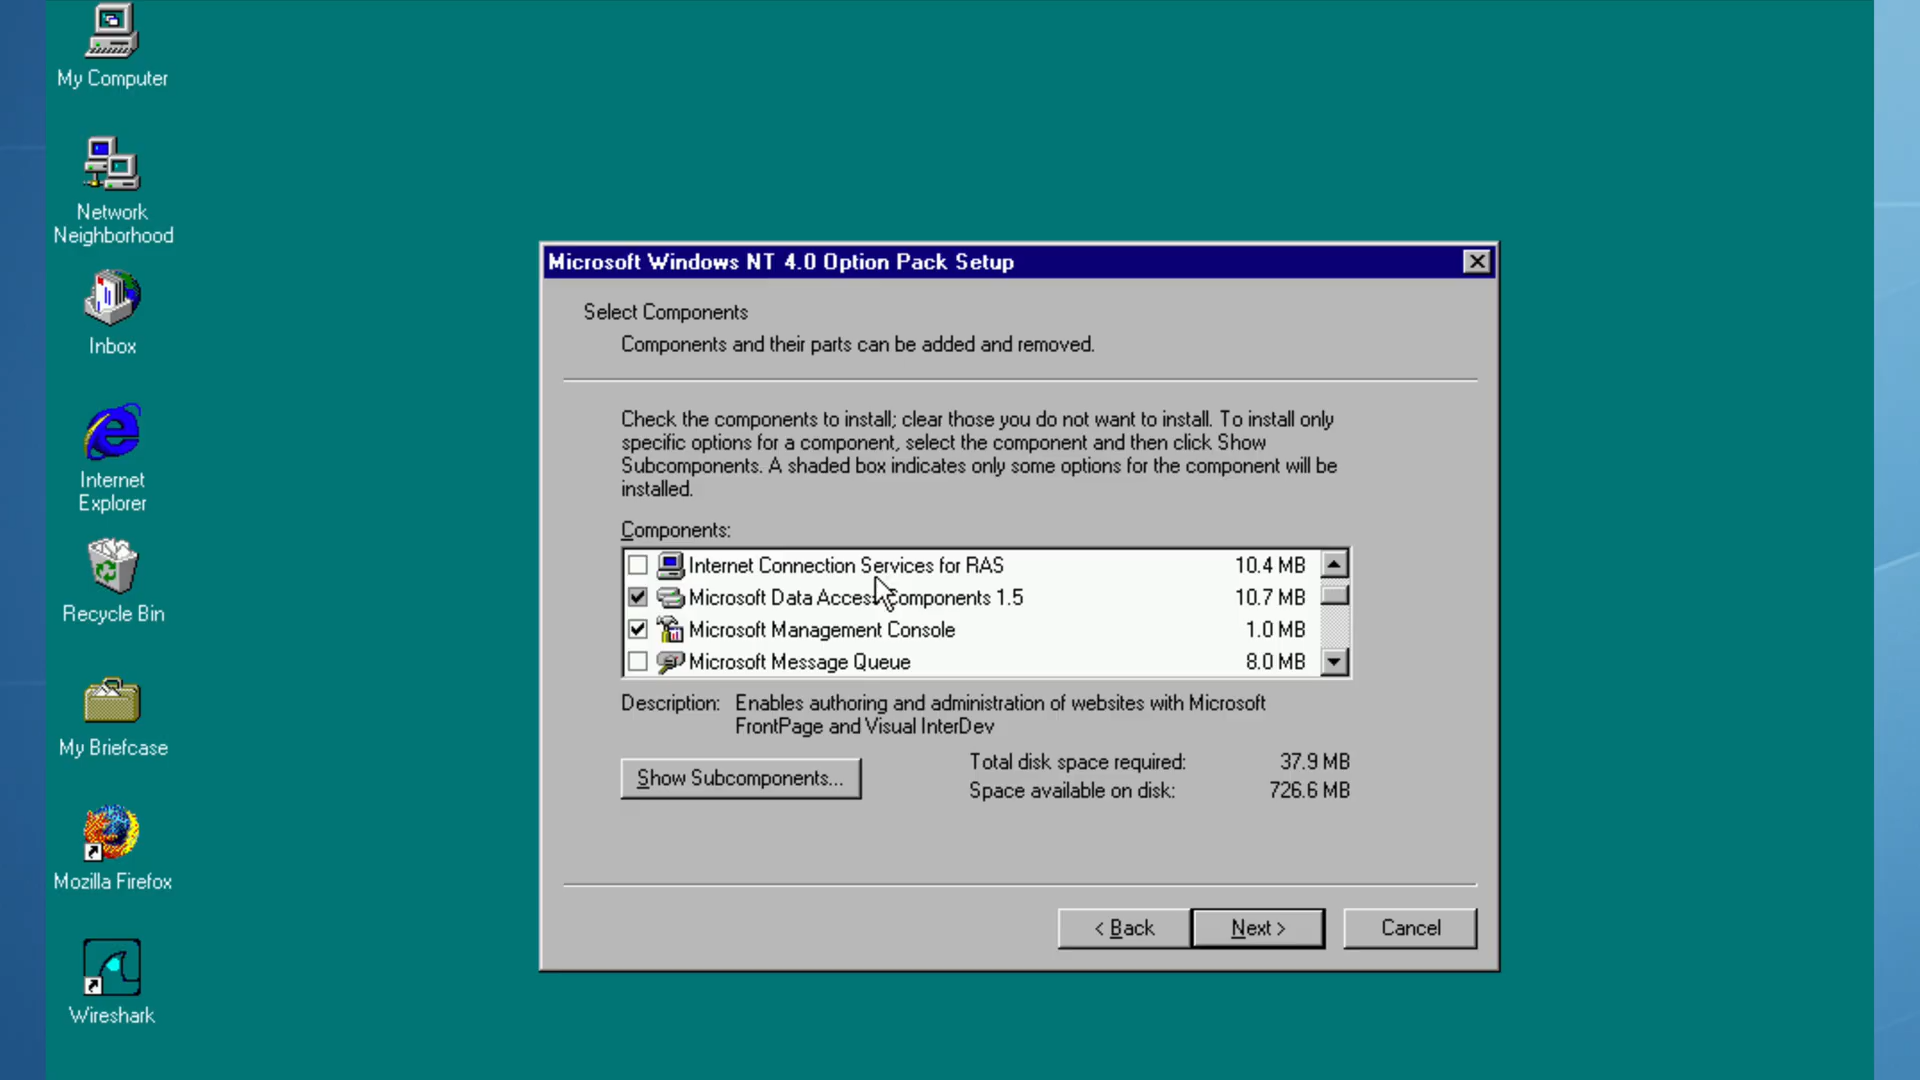 My Computer
Network
Neighborhood
Inbox
Internet
Explorer
Recycle Bin
My Briefcase
Mozilla Firefox
Wireshark
Microsoft Windows NT 4.0 Option Pack Setup
Select Components
Components and their parts can be added and removed.
Check the components to install; clear those you do not want to install. To install only
specific options for a component, select the component and then click Show
Subcomponents. A shaded box indicates only some options for the component will be
installed.
Components:
Internet Connection Services for RAS 10.4 MB
Microsoft Data Access Components 1.5 10.7 MB
Microsoft Management Console 1.0 MB
Microsoft Message Queue 8.0 MB
Description: Enables authoring and administration of websites with Microsoft
FrontPage and Visual InterDev
Show Subcomponents...
Total disk space required: 37.9 MB
Space available on disk: 726.6 MB
< Back
Next >
Cancel